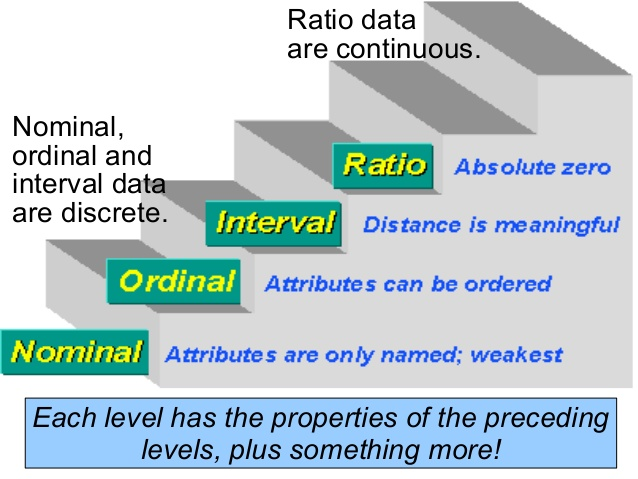 Ratio data
are continuous.
Nominal,
ordinal and
interval data
are discrete.
Ratio Absolute zero
Interval Distance is meaningful
Ordinal Attributes can be ordered
Nominal Attributes are only named; weakest
Each level has the properties of the preceding
levels, plus something more!